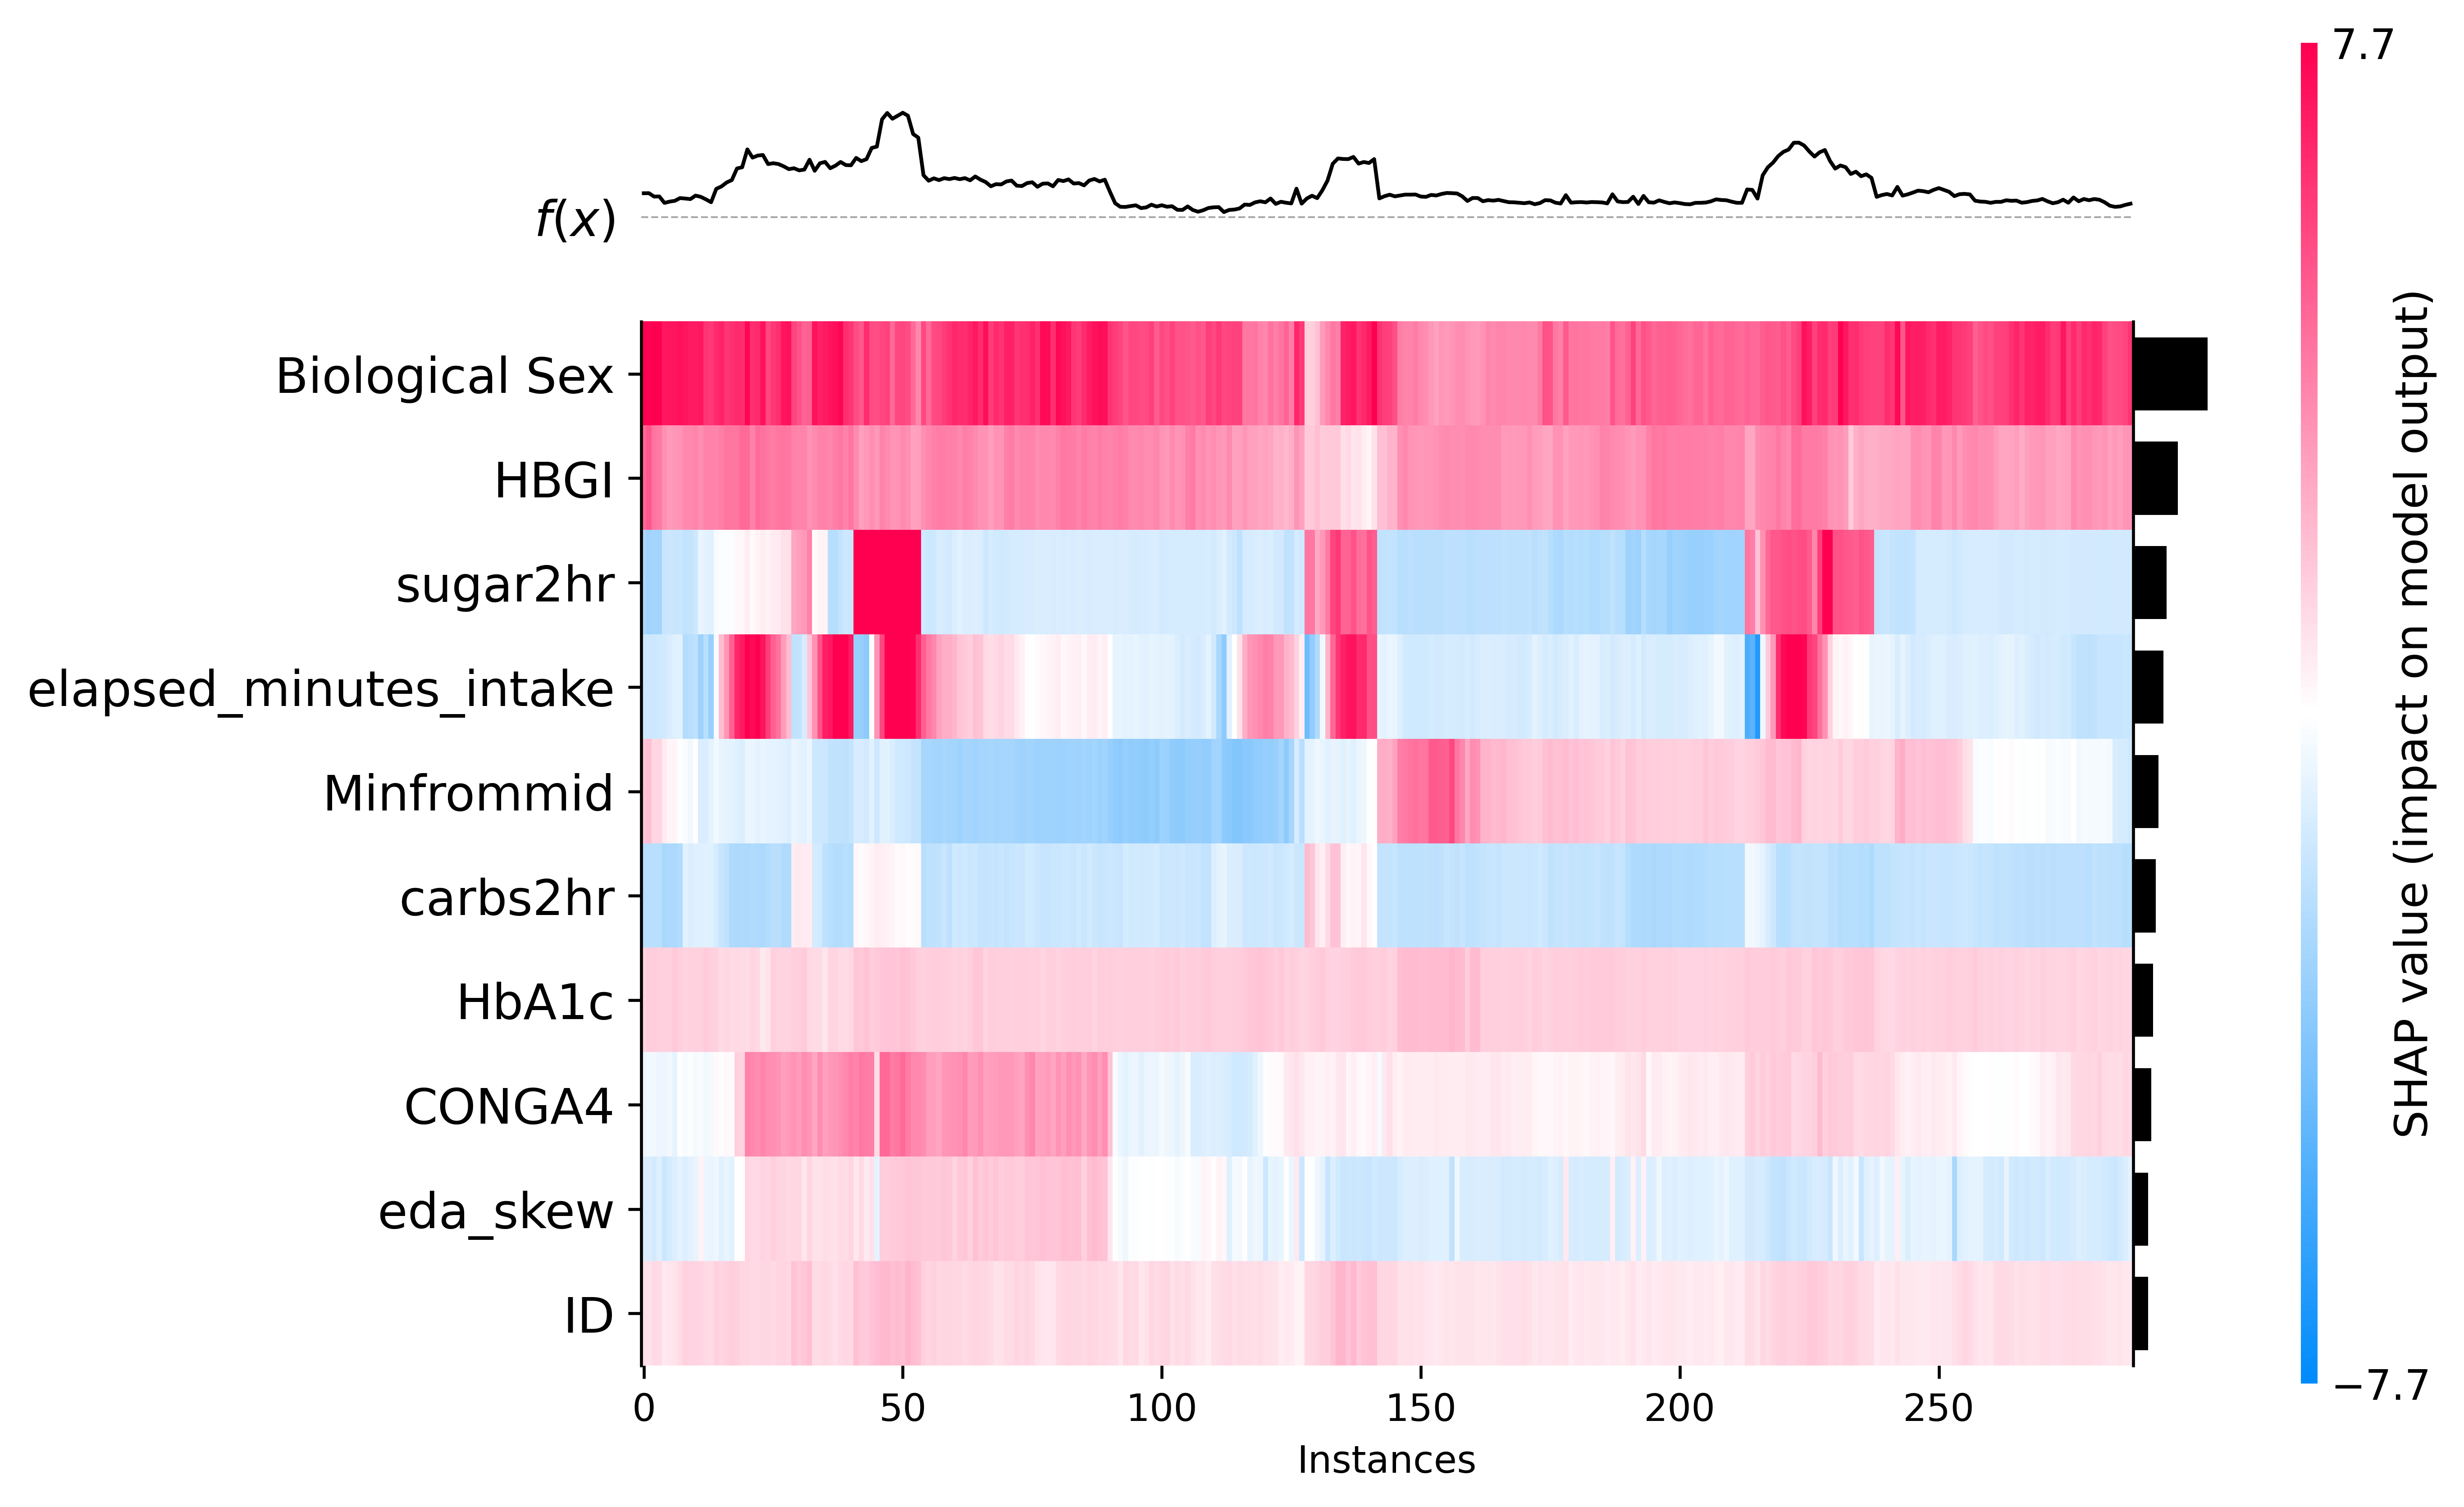 7.7
f(x)
Biological Sex
HBGI
sugar2hr
elapsed_minutes_intake
Minfrommid
carbs2hr
HbA1c
CONGA4
eda_skew
ID
0 50 100 150 200 250
Instances
SHAP value (impact on model output)
−7.7